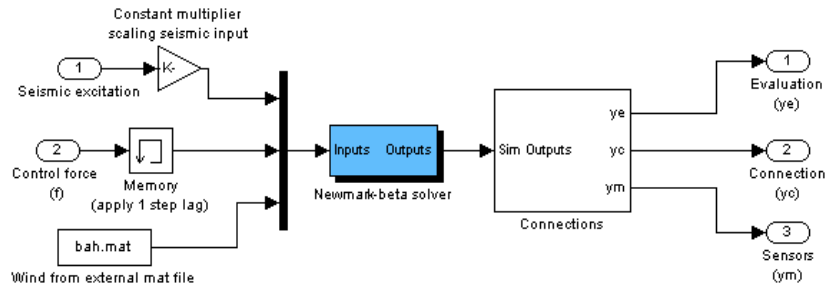 Constant multiplier
scaling seismic input
1
K-
Seismic excitation
2
Control force
(f)
Memory
(apply 1 step lag)
bah.mat
Wind from external mat file
Inputs Outputs
Newmark-beta solver
Sim Outputs
ye
yc
ym
Connections
1
Evaluation
(ye)
2
Connection
(yc)
3
Sensors
(ym)